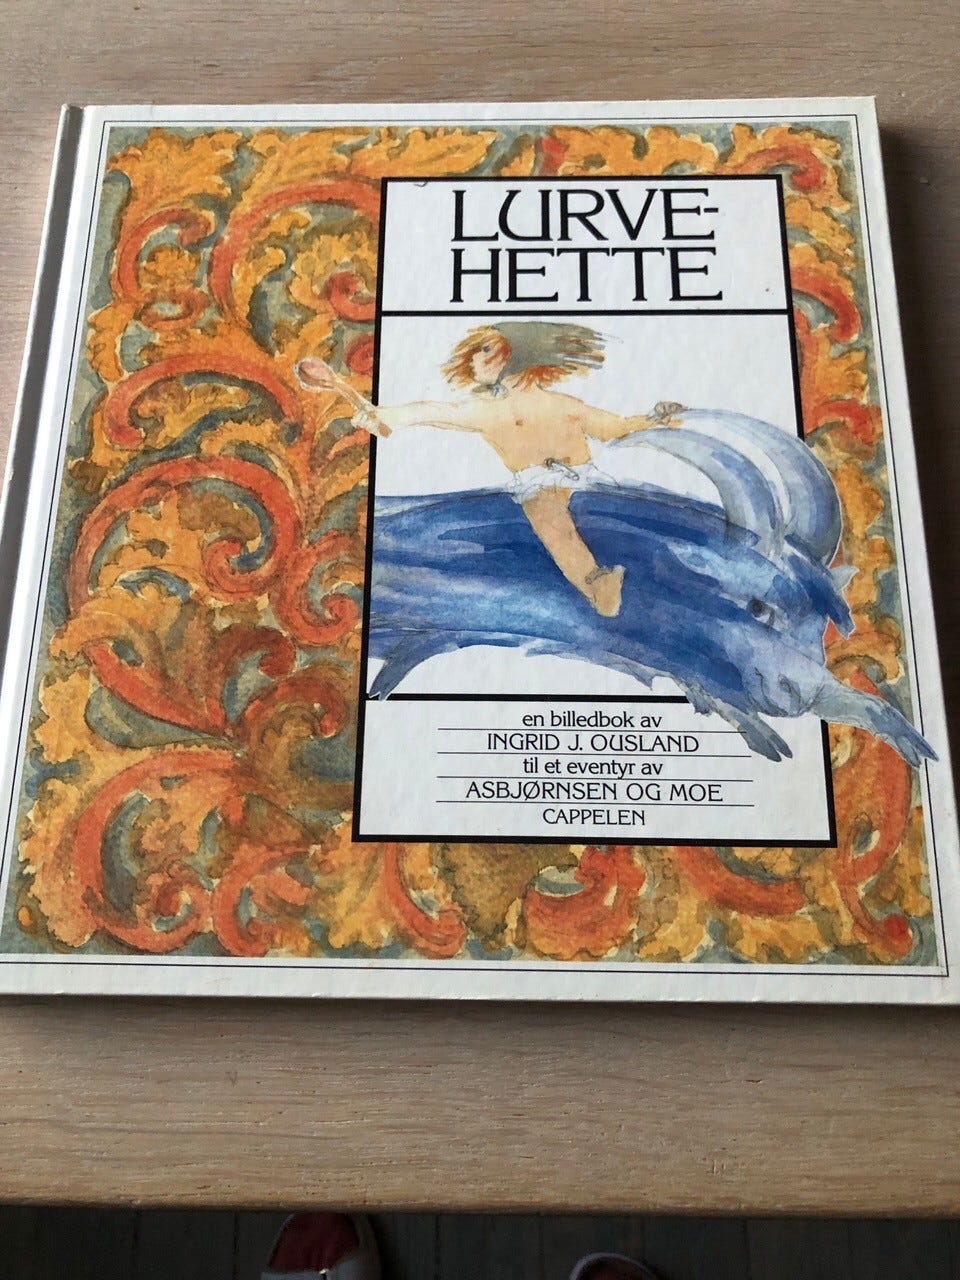 LURVE-
HETTE
en billedbok av
INGRID J. OUSLAND
til et eventyr av
ASBJØRNSEN OG MOE
CAPPELEN